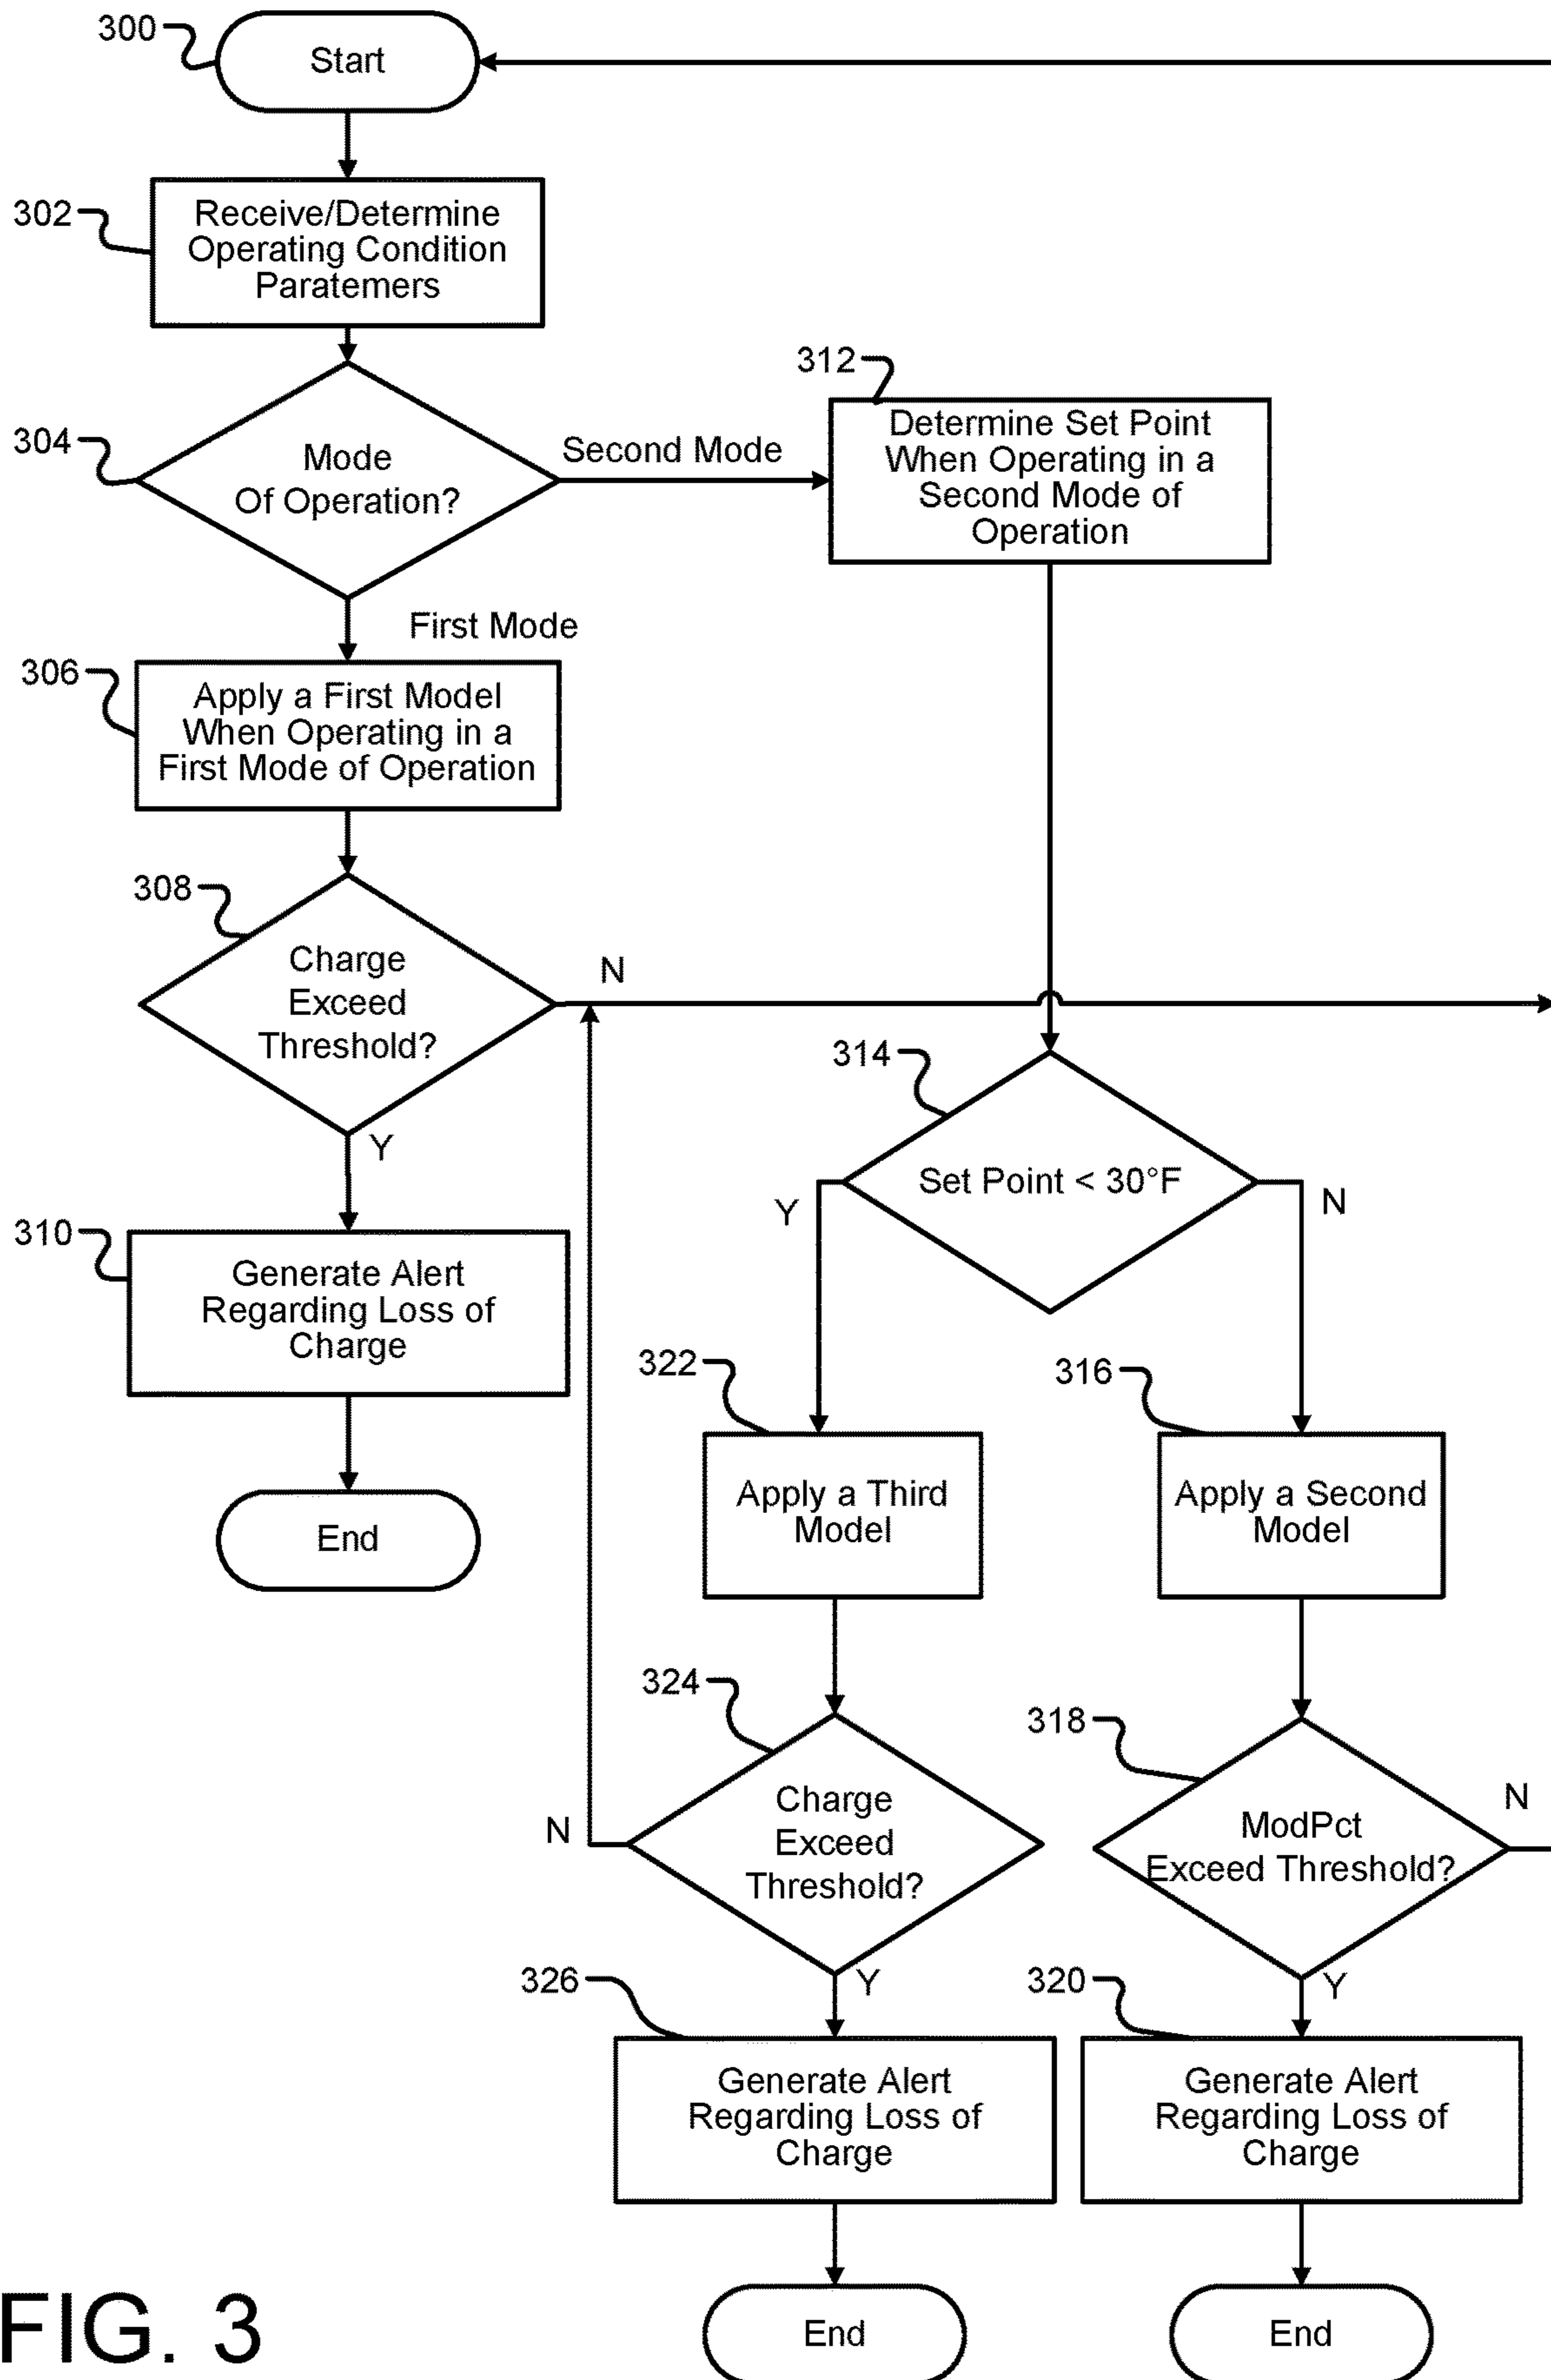 300
Start
302
Receive/Determine
Operating Condition
Paratemers
304
Mode
Of Operation?
Second Mode
312
Determine Set Point
When Operating in a
Second Mode of
Operation
First Mode
306
Apply a First Model
When Operating in a
First Mode of Operation
308
Charge
Exceed
Threshold?
N
Y
310
Generate Alert
Regarding Loss of
Charge
End
314
Set Point < 30°F
Y
N
322
Apply a Third
Model
316
Apply a Second
Model
324
Charge
Exceed
Threshold?
N
Y
318
ModPct
Exceed Threshold?
N
Y
326
Generate Alert
Regarding Loss of
Charge
End
320
Generate Alert
Regarding Loss of
Charge
End
FIG. 3